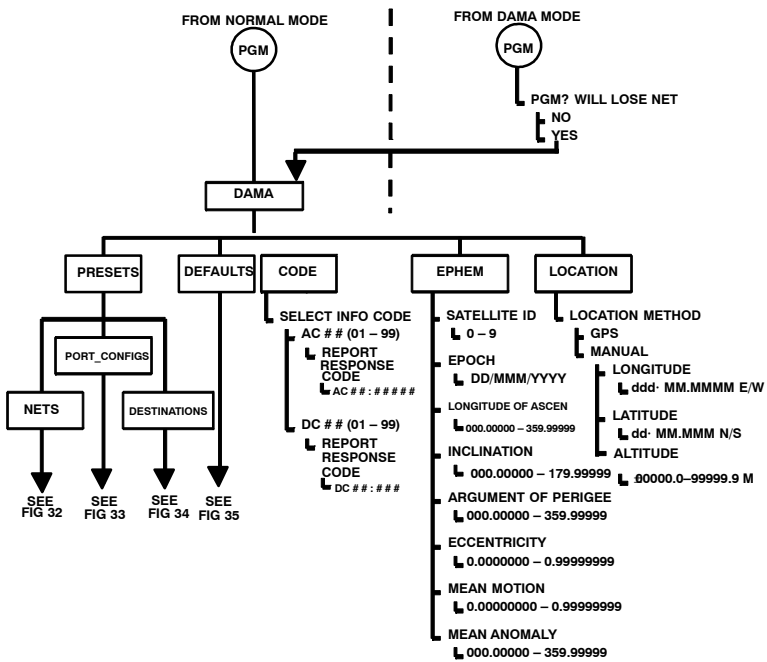 FROM NORMAL MODE
PGM
FROM DAMA MODE
PGM
PGM? WILL LOSE NET
NO
YES
DAMA
PRESETS
DEFAULTS
CODE
EPHEM
LOCATION
PORT_CONFIGS
NETS
DESTINATIONS
SEE
FIG 32
SEE
FIG 33
SEE
FIG 34
SEE
FIG 35
SELECT INFO CODE
AC # # (01 – 99)
REPORT
RESPONSE
CODE
AC # # : # # # # #
DC # # (01 – 99)
REPORT
RESPONSE
CODE
DC # # : # # #
SATELLITE ID
0 – 9
EPOCH
DD/MMM/YYYY
LONGITUDE OF ASCEN
000.00000 – 359.99999
INCLINATION
000.00000 – 179.99999
ARGUMENT OF PERIGEE
000.00000 – 359.99999
ECCENTRICITY
0.0000000 – 0.99999999
MEAN MOTION
0.00000000 – 0.99999999
MEAN ANOMALY
000.00000 – 359.99999
LOCATION METHOD
GPS
MANUAL
LONGITUDE
ddd· MM.MMMM E/W
LATITUDE
dd· MM.MMM N/S
ALTITUDE
±00000.0–99999.9 M